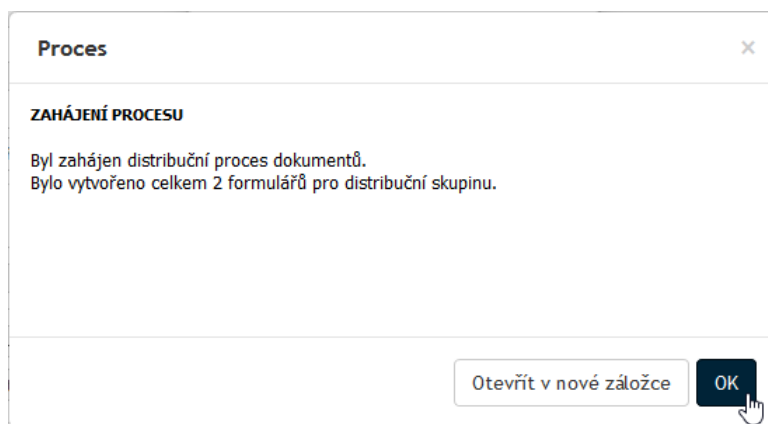 Proces
×
ZAHÁJENÍ PROCESU
Byl zahájen distribuční proces dokumentů.
Bylo vytvořeno celkem 2 formulářů pro distribuční skupinu.
Otevřít v nové záložce
OK